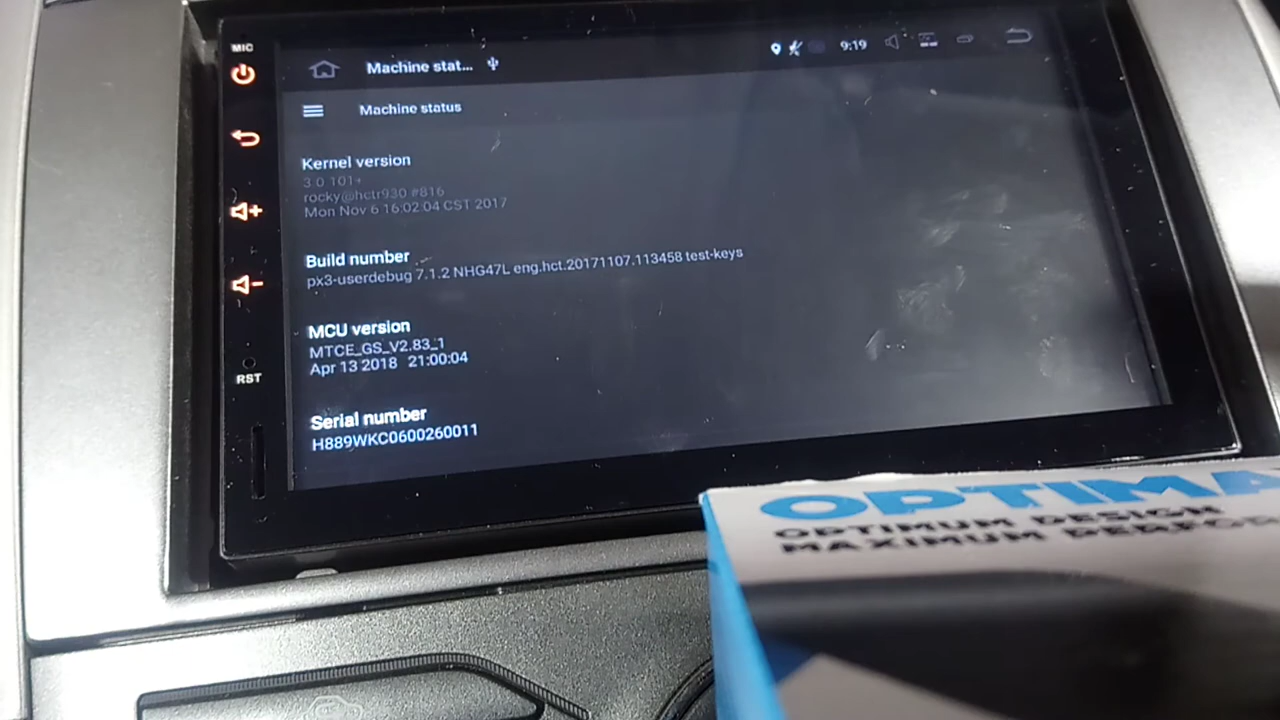 MIC
Machine stat...
9:19
Machine status
Kernel version
3.0.101+
rocky@hctr930 #816
Mon Nov 6 16:02:04 CST 2017
Build number
px3-userdebug 7.1.2 NHG47L eng.hct.20171107.113458 test-keys
MCU version
MTCE_GS_V2.83_1
Apr 13 2018 21:00:04
RST
Serial number
H889WKC0600260011
OPTIMA
OPTIMUM DESIGN
MAXIMUM